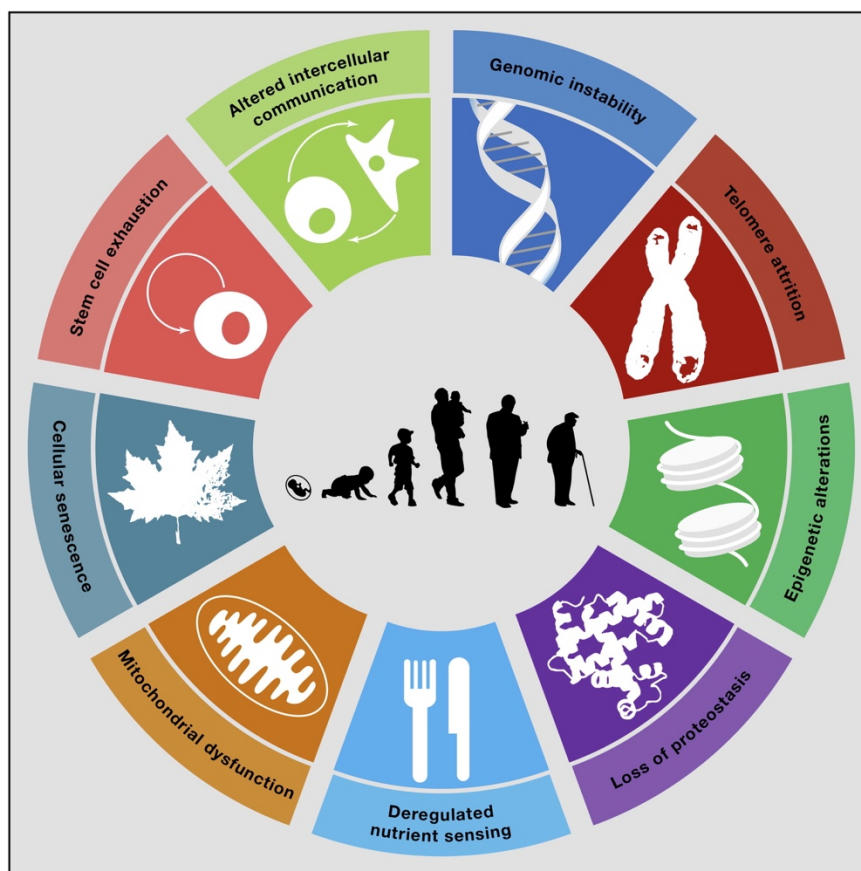 Genomic instability
Telomere attrition
Epigenetic alterations
Loss of proteostasis
Deregulated
nutrient sensing
Mitochondrial dysfunction
Cellular senescence
Stem cell exhaustion
Altered intercellular
communication